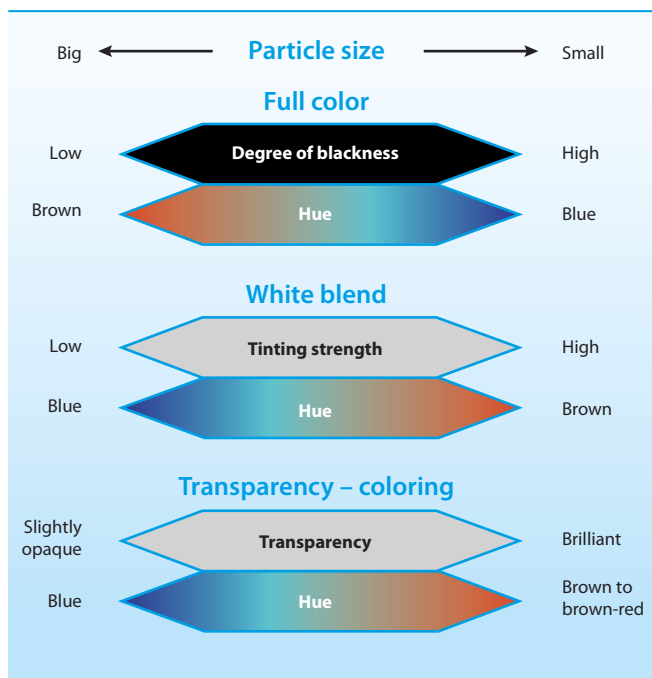 Big Particle size Small
Full color
Low Degree of blackness High
Brown Hue Blue
White blend
Low Tinting strength High
Blue Hue Brown
Transparency – coloring
Slightly
opaque Transparency Brilliant
Blue Hue Brown to
brown-red